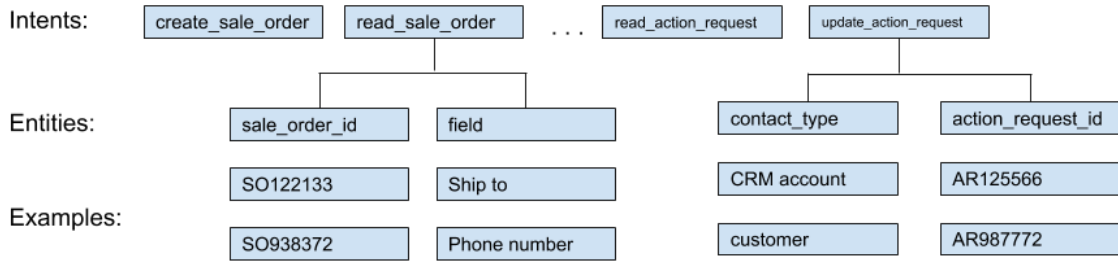 Intents: create_sale_order read_sale_order . . . read_action_request update_action_request
Entities: sale_order_id field contact_type action_request_id
SO122133 Ship to CRM account AR125566
Examples:
SO938372 Phone number customer AR987772